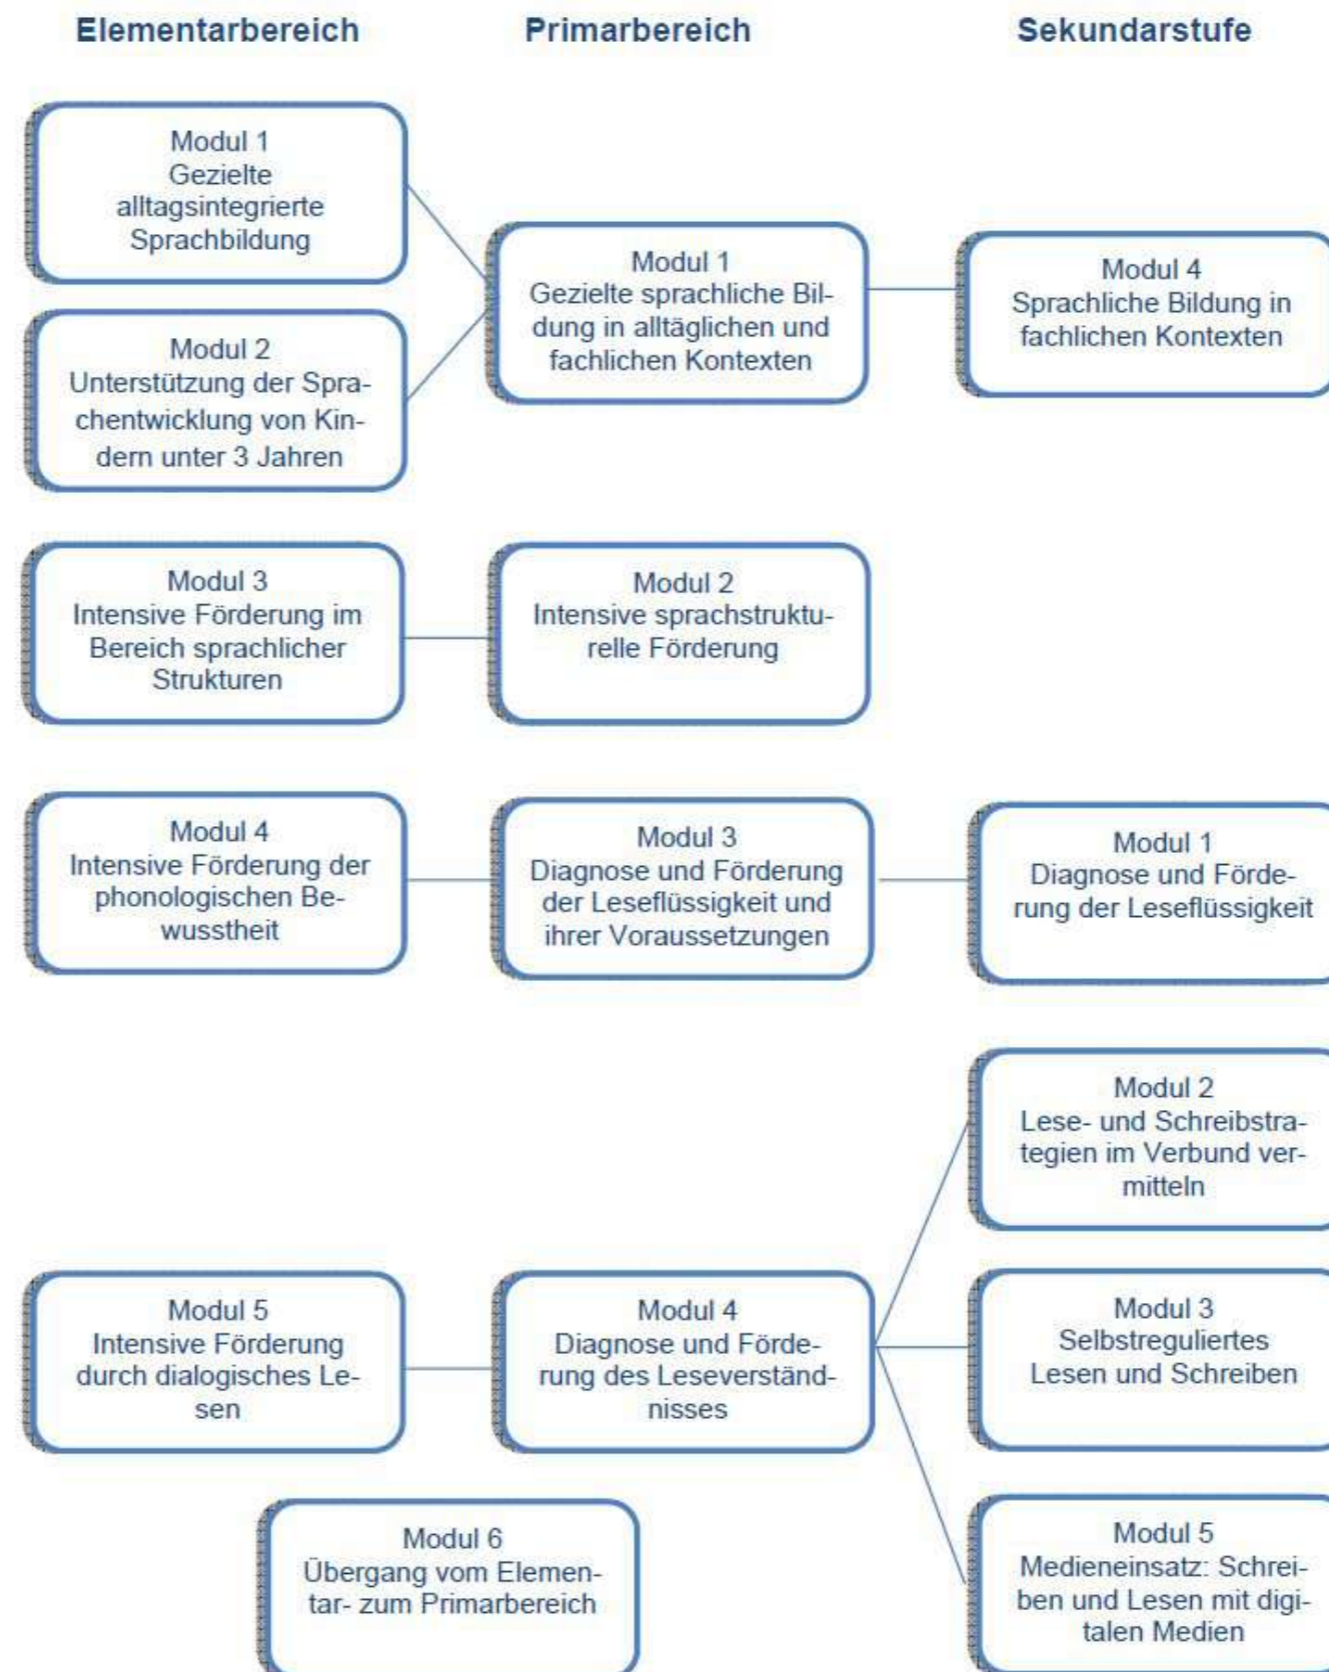 Elementarbereich
Primarbereich
Sekundarstufe
Modul 1
Gezielte
alltagsintegrierte
Sprachbildung
Modul 2
Unterstützung der Spra-
chentwicklung von Kin-
dern unter 3 Jahren
Modul 1
Gezielte sprachliche Bil-
dung in alltäglichen und
fachlichen Kontexten
Modul 4
Sprachliche Bildung in
fachlichen Kontexten
Modul 3
Intensive Förderung im
Bereich sprachlicher
Strukturen
Modul 2
Intensive sprachstruktu-
relle Förderung
Modul 4
Intensive Förderung der
phonologischen Be-
wusstheit
Modul 3
Diagnose und Förderung
der Leseflüssigkeit und
ihrer Voraussetzungen
Modul 1
Diagnose und Förde-
rung der Leseflüssigkeit
Modul 5
Intensive Förderung
durch dialogisches Le-
sen
Modul 4
Diagnose und Förde-
rung des Leseverständ-
nisses
Modul 2
Lese- und Schreibstra-
tegien im Verbund ver-
mitteln
Modul 3
Selbstreguliertes
Lesen und Schreiben
Modul 5
Medieneinsatz: Schrei-
ben und Lesen mit digi-
talen Medien
Modul 6
Übergang vom Elemen-
tar- zum Primarbereich